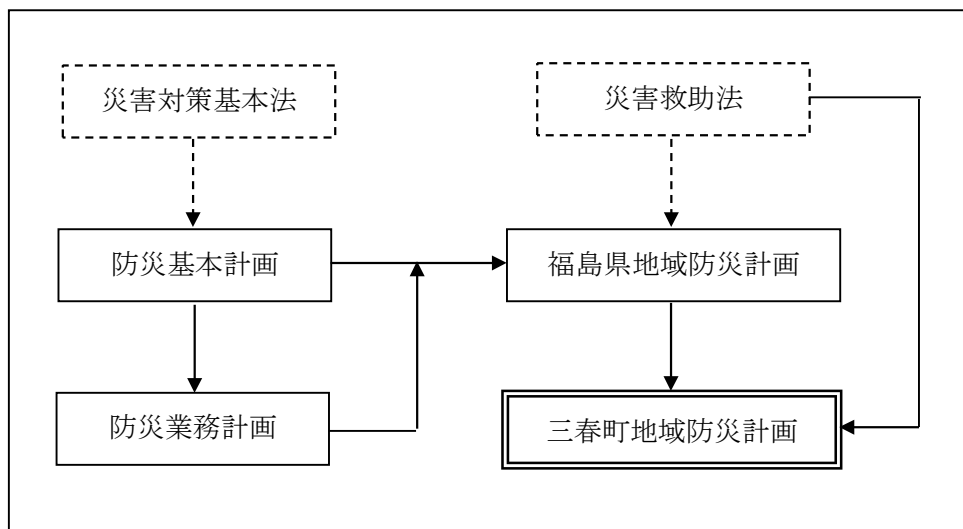 災害対策基本法
災害救助法
防災基本計画
福島県地域防災計画
防災業務計画
三春町地域防災計画